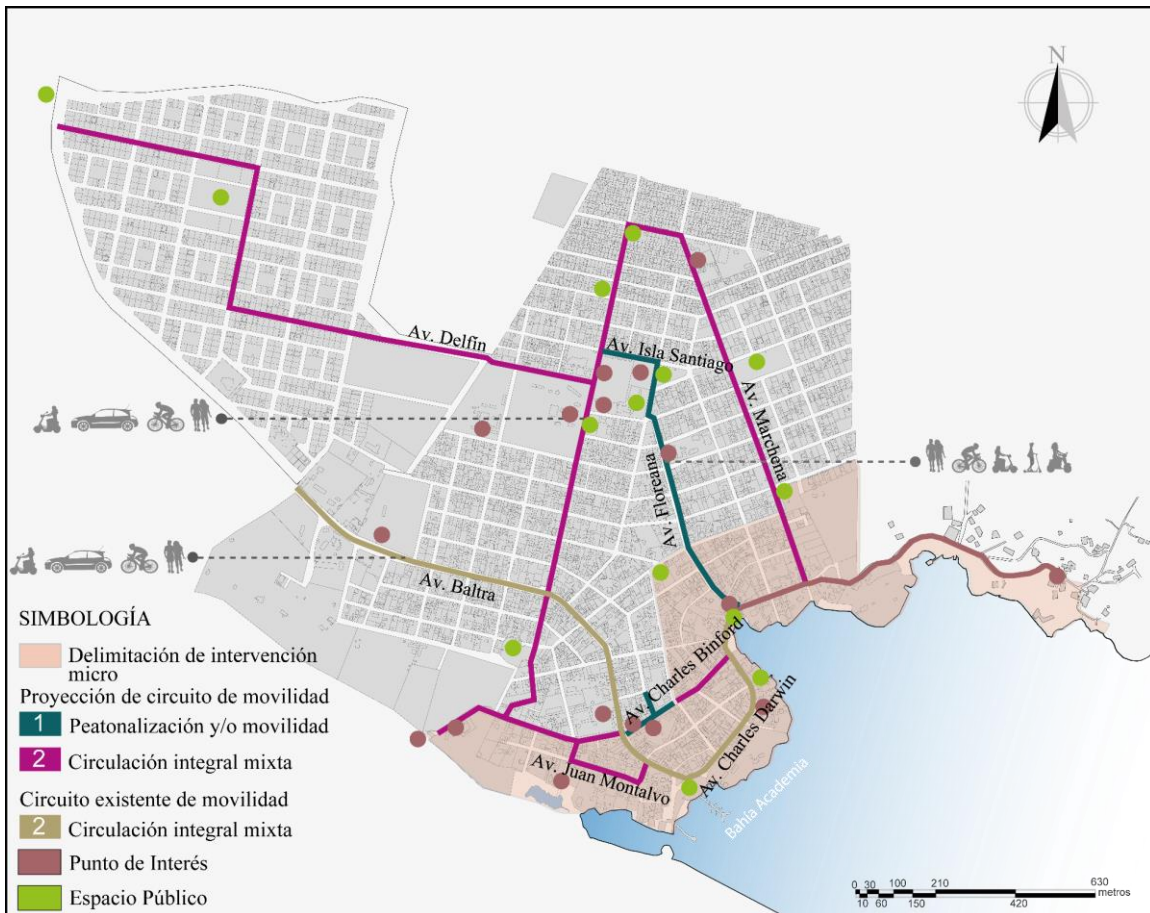 N
Av. Delfín
Av. Isla Santiago
Av. Marchena
Av. Floreana
Av. Baltra
Av. Charles Binford
Av. Charles Darwin
Av. Juan Montalvo
Bahía Academia
SIMBOLOGÍA
Delimitación de intervención
micro
Proyección de circuito de movilidad
1 Peatonalización y/o movilidad
2 Circulación integral mixta
Circuito existente de movilidad
2 Circulación integral mixta
Punto de Interés
Espacio Público
0 30 100 210 630
metros
10 60 150 420